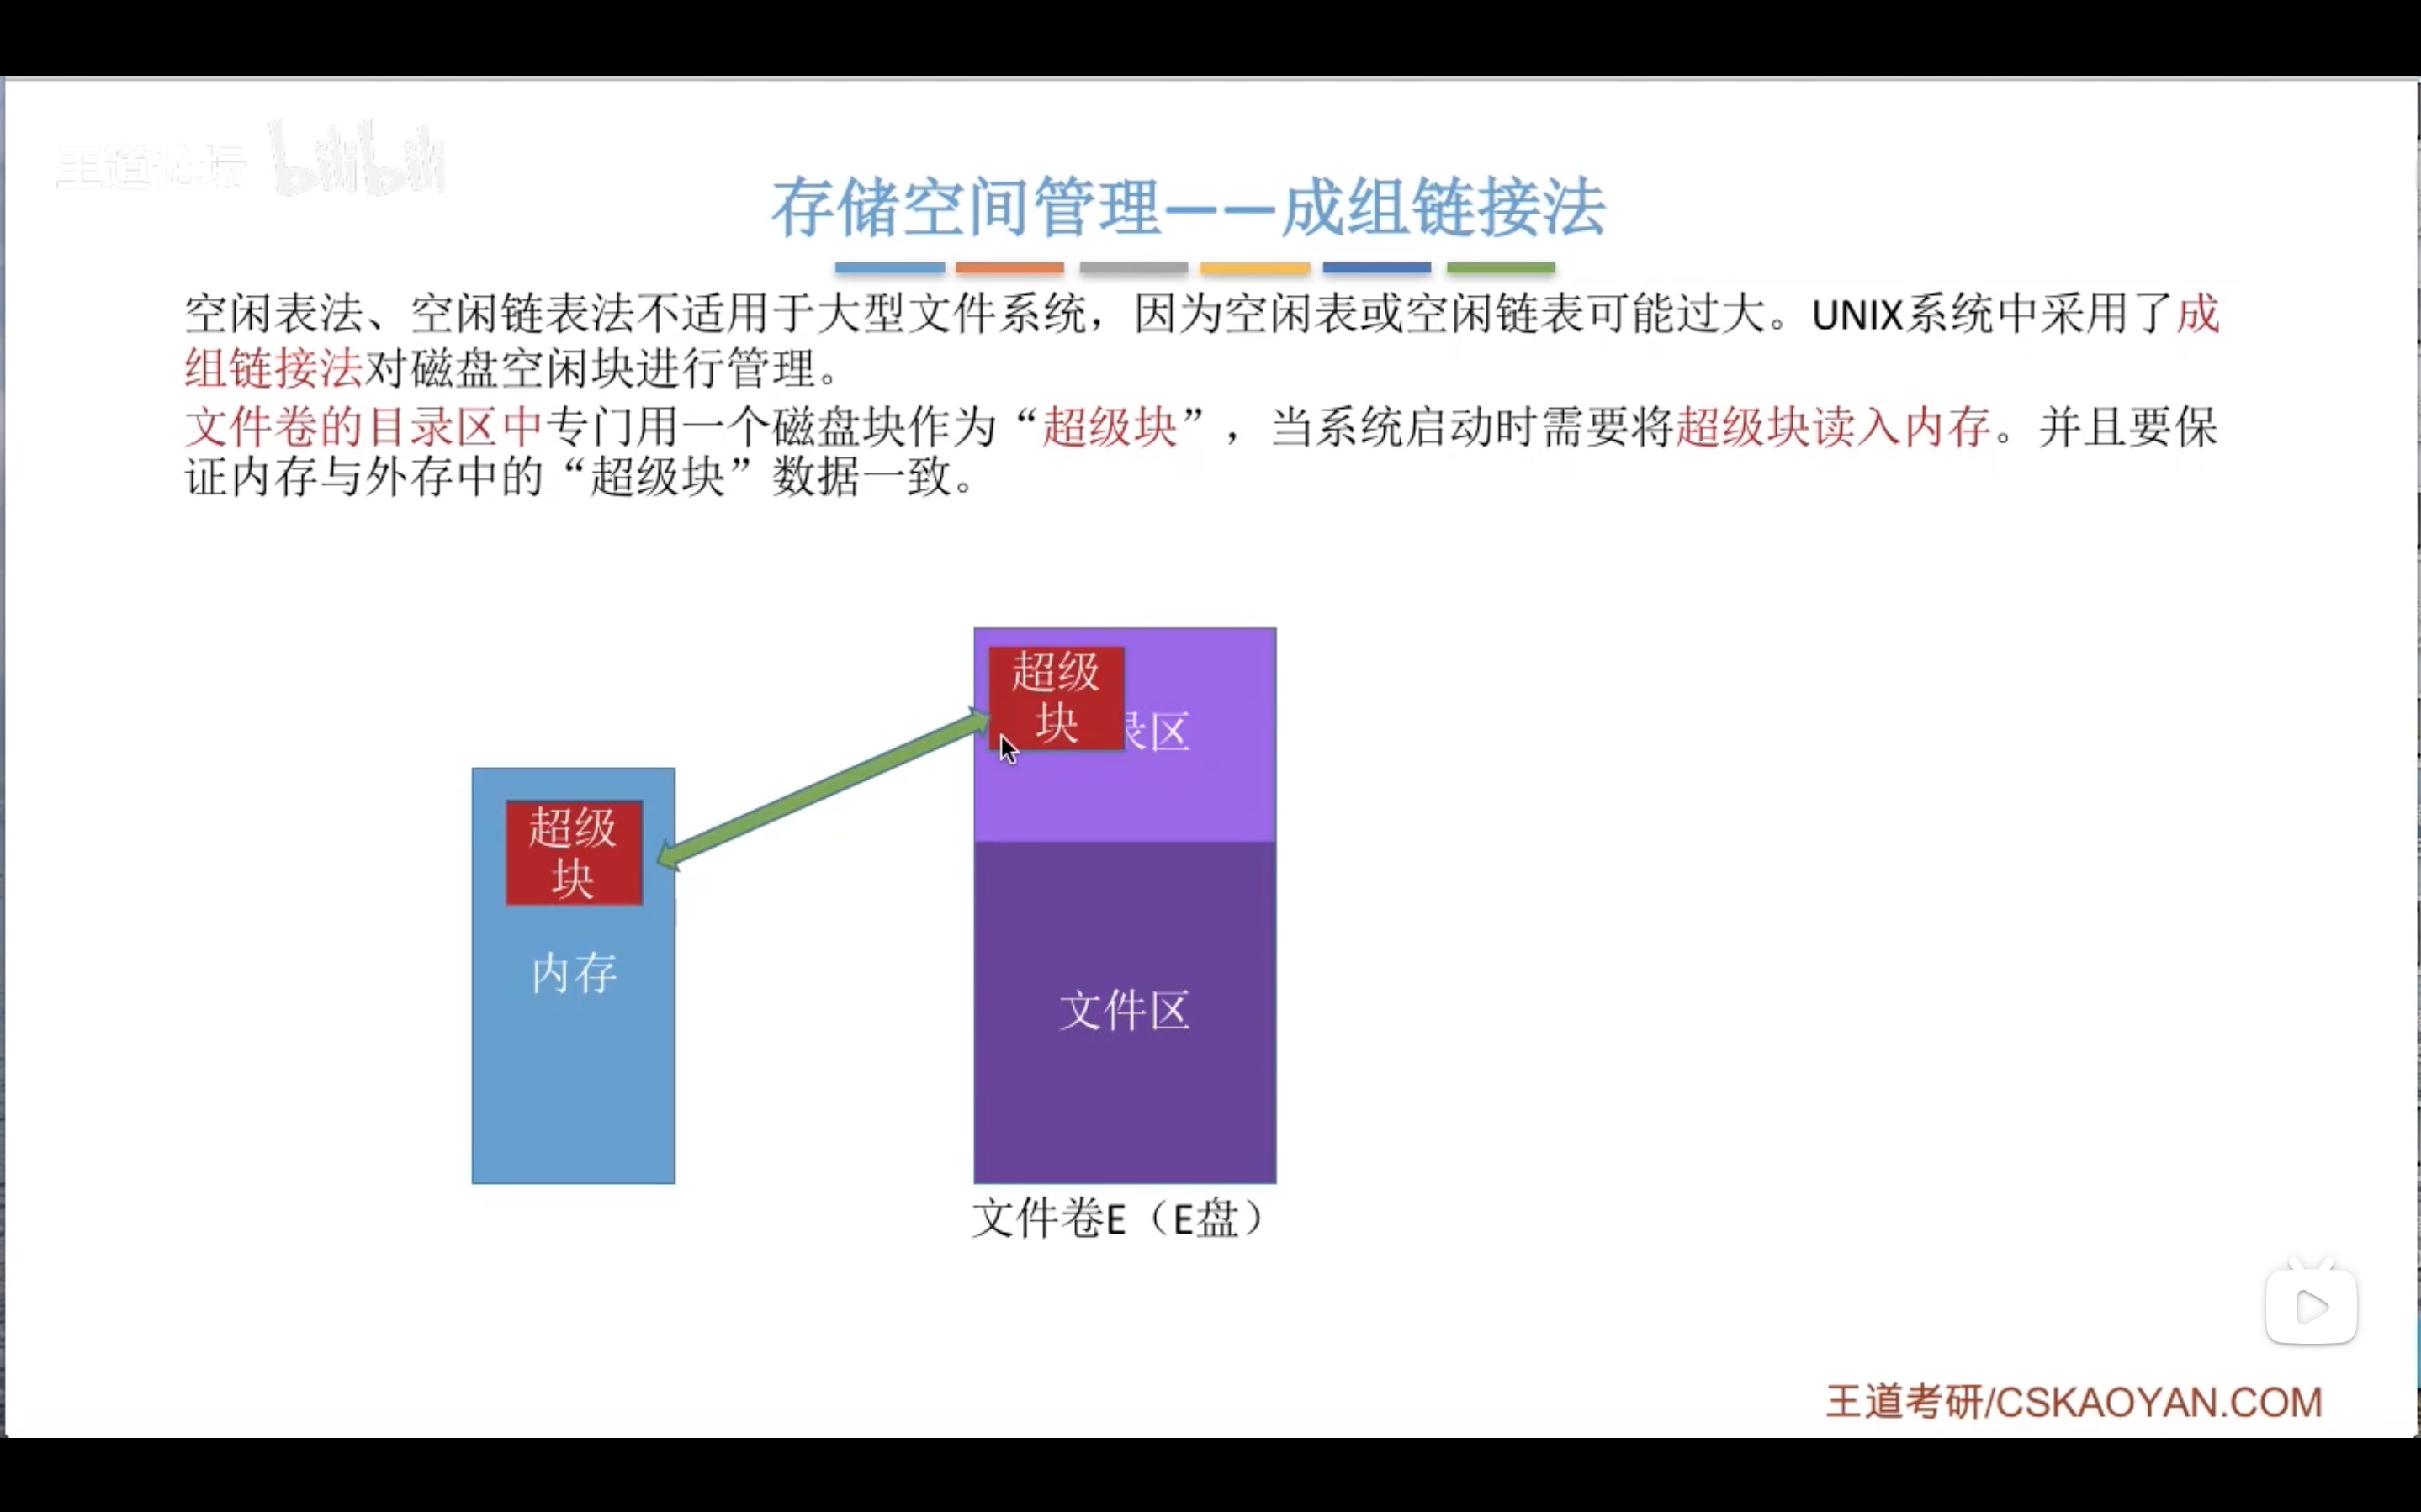 王道论坛 bilibili
存储空间管理——成组链接法
空闲表法、空闲链表法不适用于大型文件系统，因为空闲表或空闲链表可能过大。UNIX系统中采用了成
组链接法对磁盘空闲块进行管理。
文件卷的目录区中专门用一个磁盘块作为“超级块”，当系统启动时需要将超级块读入内存。并且要保
证内存与外存中的“超级块”数据一致。
超级
块
录区
超级
块
内存
文件区
文件卷E（E盘）
王道考研/CSKAOYAN.COM